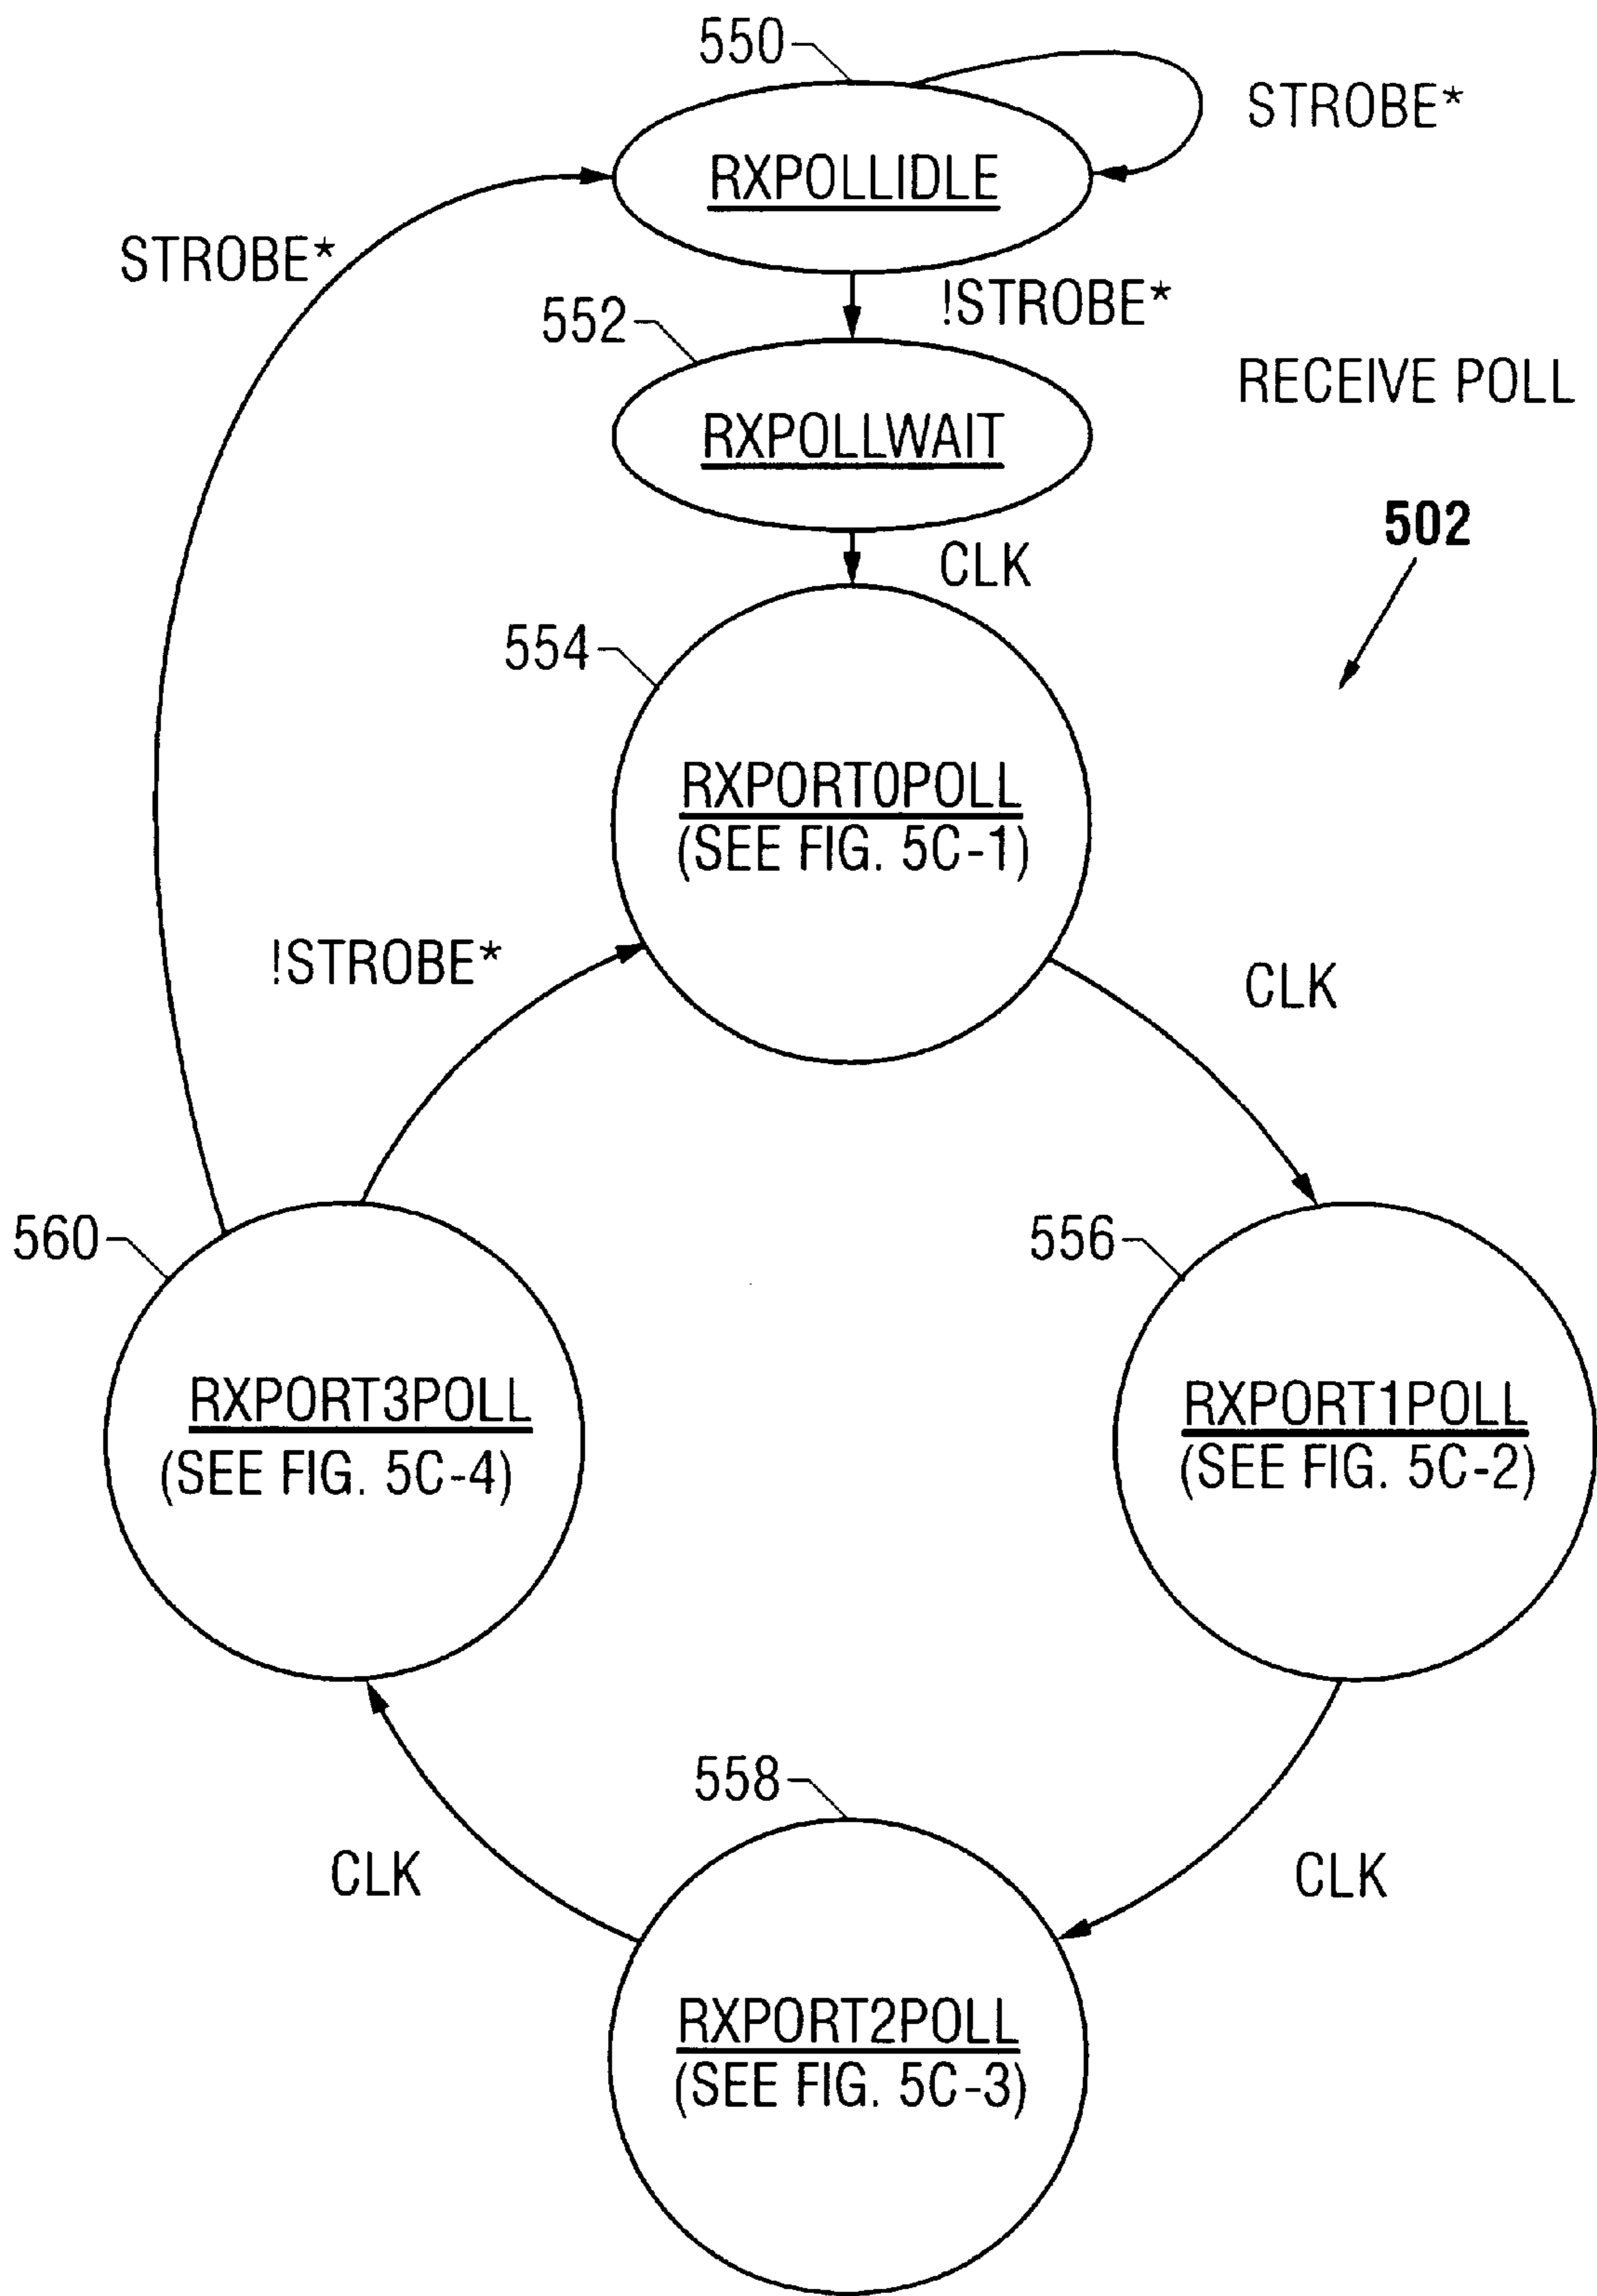 550
STROBE*
RXPOLLIDLE
STROBE*
!STROBE*
552
RECEIVE POLL
RXPOLLWAIT
502
CLK
554
RXPORT0POLL
(SEE FIG. 5C-1)
!STROBE*
CLK
560
556
RXPORT3POLL
(SEE FIG. 5C-4)
RXPORT1POLL
(SEE FIG. 5C-2)
558
CLK
CLK
RXPORT2POLL
(SEE FIG. 5C-3)